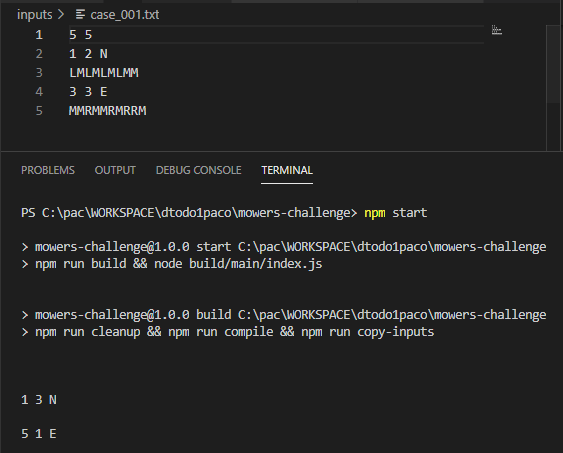 inputs > case_001.txt
1 5 5
2 1 2 N
3 LMLMLMLMM
4 3 3 E
5 MMRMMRMRRM
PROBLEMS OUTPUT DEBUG CONSOLE TERMINAL
PS C:\pac\WORKSPACE\dtodo1paco\mowers-challenge> npm start
> mowers-challenge@1.0.0 start C:\pac\WORKSPACE\dtodo1paco\mowers-challenge
> npm run build && node build/main/index.js
> mowers-challenge@1.0.0 build C:\pac\WORKSPACE\dtodo1paco\mowers-challenge
> npm run cleanup && npm run compile && npm run copy-inputs
1 3 N
5 1 E